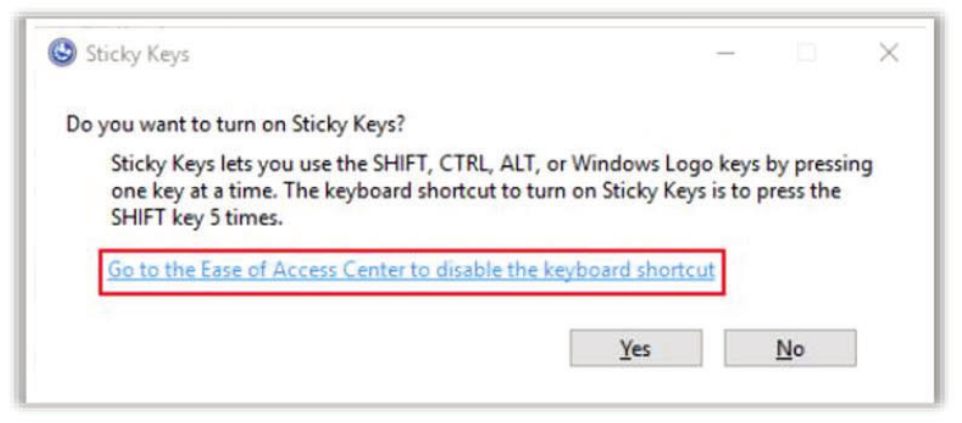 Sticky Keys
Do you want to turn on Sticky Keys?
Sticky Keys lets you use the SHIFT, CTRL, ALT, or Windows Logo keys by pressing
one key at a time. The keyboard shortcut to turn on Sticky Keys is to press the
SHIFT key 5 times.
Go to the Ease of Access Center to disable the keyboard shortcut
Yes No